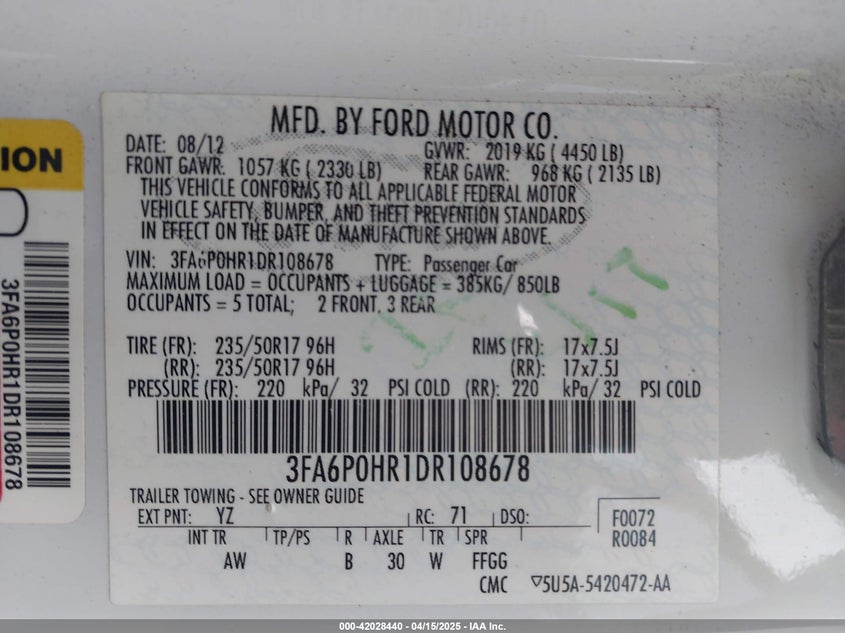 MFD. BY FORD MOTOR CO.
DATE: 08/12 GVWR: 2019 KG ( 4450 LB)
FRONT GAWR: 1057 KG ( 2330 LB) REAR GAWR: 968 KG ( 2135 LB)
THIS VEHICLE CONFORMS TO ALL APPLICABLE FEDERAL MOTOR
VEHICLE SAFETY, BUMPER, AND THEFT PREVENTION STANDARDS
IN EFFECT ON THE DATE OF MANUFACTURE SHOWN ABOVE.
VIN: 3FA6P0HR1DR108678 TYPE: Passenger Car
MAXIMUM LOAD = OCCUPANTS + LUGGAGE = 385KG/ 850LB
OCCUPANTS = 5 TOTAL; 2 FRONT, 3 REAR
TIRE (FR): 235/50R17 96H RIMS (FR): 17x7.5J
(RR): 235/50R17 96H (RR): 17x7.5J
PRESSURE (FR): 220 kPa/ 32 PSI COLD (RR): 220 kPa/ 32 PSI COLD
3FA6P0HR1DR108678
TRAILER TOWING - SEE OWNER GUIDE
EXT PNT: YZ RC: 71 DSO: F0072
R0084
INT TR TP/PS R AXLE TR SPR
AW B 30 W FFGG
CMC 5U5A-5420472-AA
ION
3FA6P0HR1DR108678
000-42028440 - 04/15/2025 - IAA Inc.